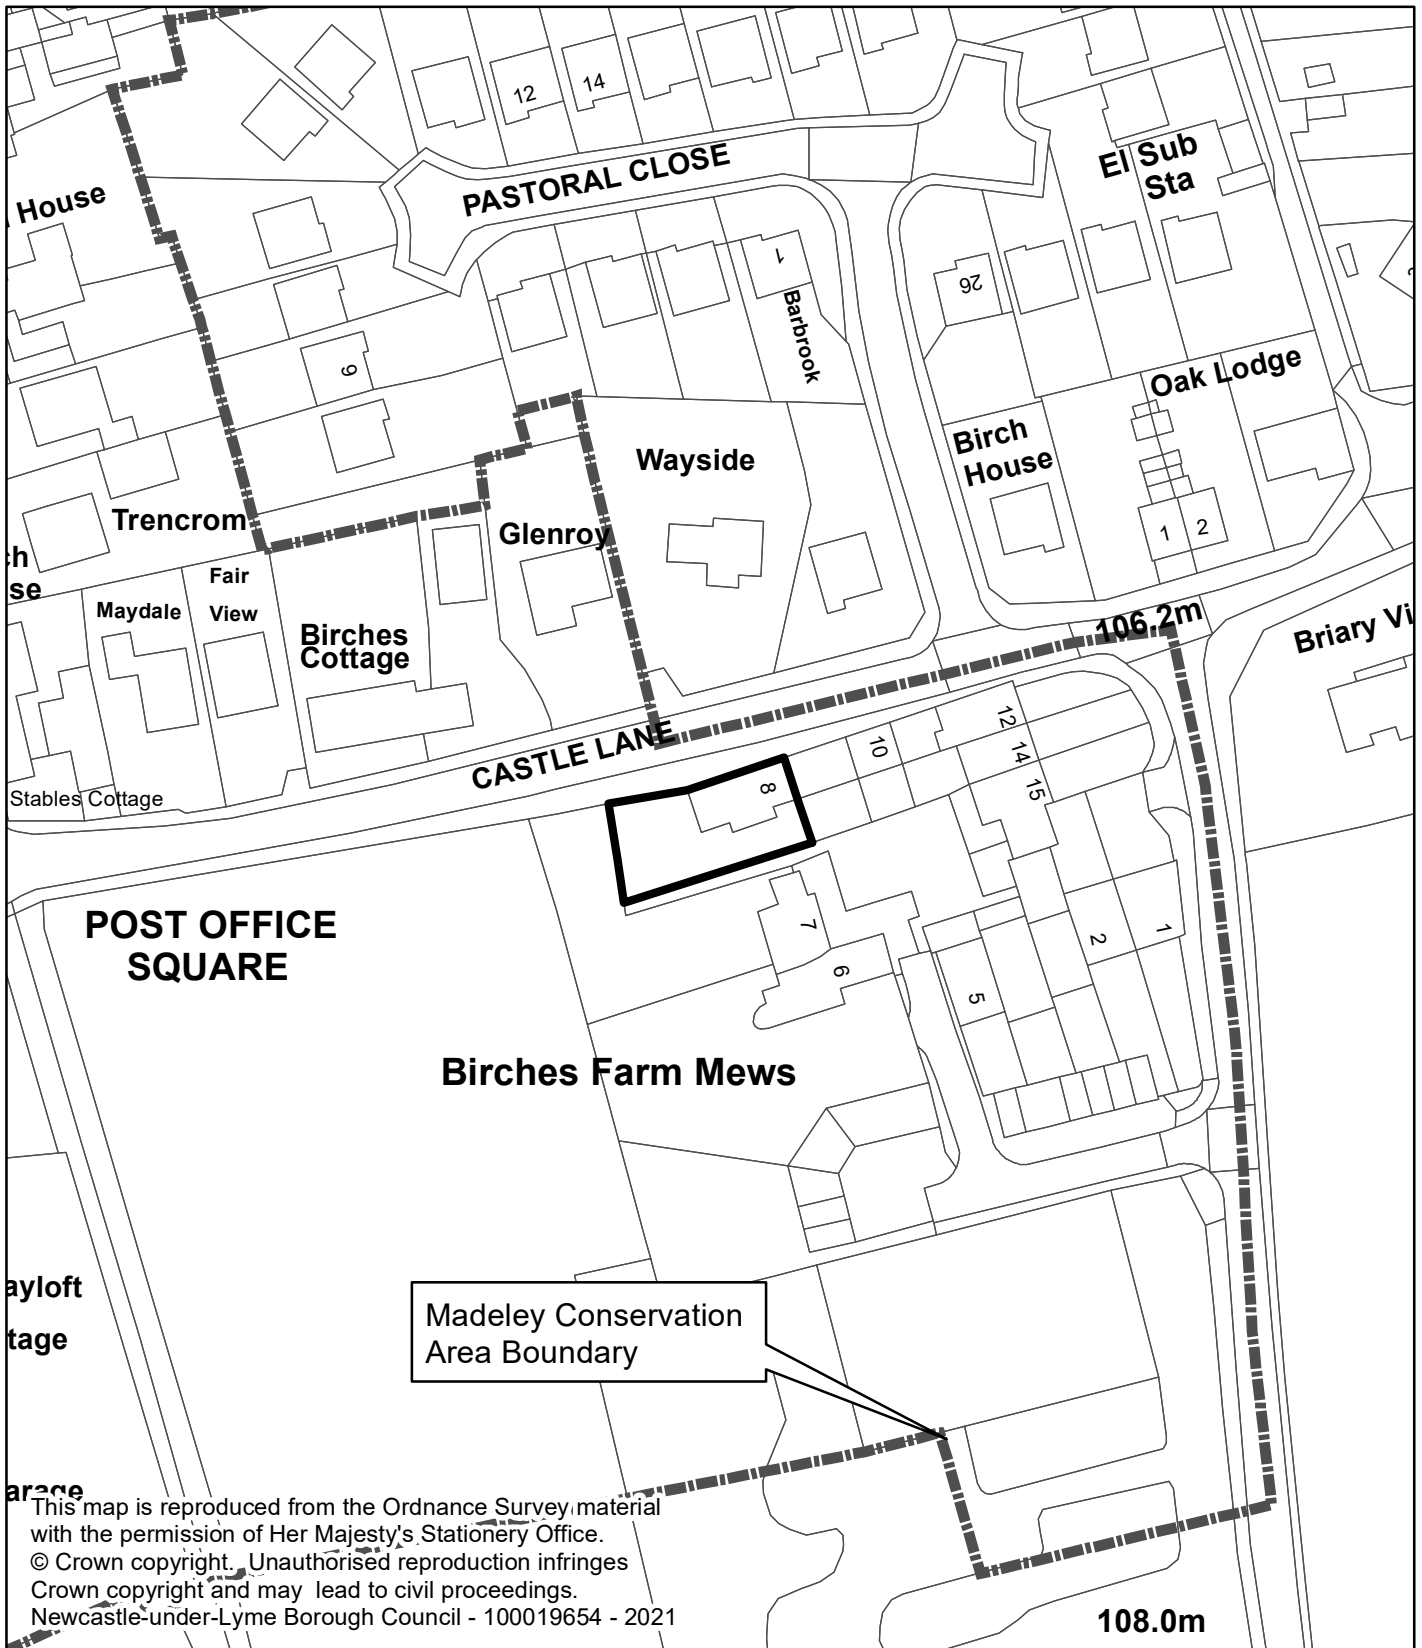 12
14
PASTORAL CLOSE
El Sub
Sta
House
1
Barbrook
26
9
Oak Lodge
Birch
House
Wayside
Trencrom
Glenroy
1
2
Fair
View
Maydale
Birches
Cottage
106.2m
Briary Vi
CASTLE LANE
12
10
14
15
8
Stables Cottage
POST OFFICE
SQUARE
7
6
5
2
1
Birches Farm Mews
ayloft
tage
Madeley Conservation
Area Boundary
arage
This map is reproduced from the Ordnance Survey material
with the permission of Her Majesty's Stationery Office.
© Crown copyright. Unauthorised reproduction infringes
Crown copyright and may lead to civil proceedings.
Newcastle-under-Lyme Borough Council - 100019654 - 2021
108.0m